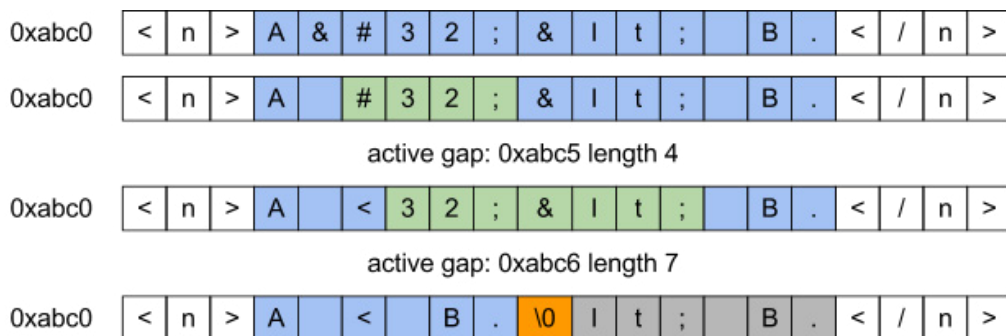 0xabc0 < n > A & # 3 2 ; & l t ; B . < / n >
0xabc0 < n > A # 3 2 ; & l t ; B . < / n >
active gap: 0xabc5 length 4
0xabc0 < n > A < 3 2 ; & l t ; B . < / n >
active gap: 0xabc6 length 7
0xabc0 < n > A < B . \0 l t ; B . < / n >